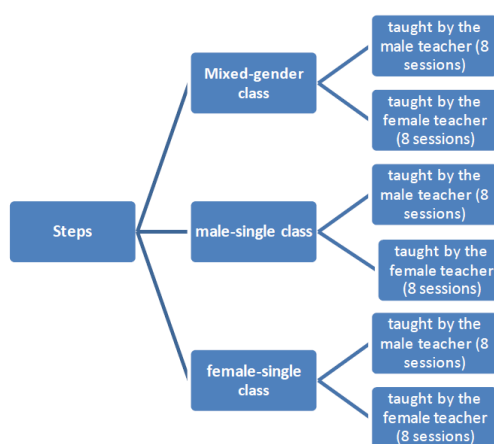 taught by the
male teacher (8
sessions)
Mixed-gender
class
taught by the
female teacher
(8 sessions)
Steps
male-single class
taught by the
male teacher (8
sessions)
taught by the
female teacher
(8 sessions)
female-single
class
taught by the
male teacher (8
sessions)
taught by the
female teacher
(8 sessions)